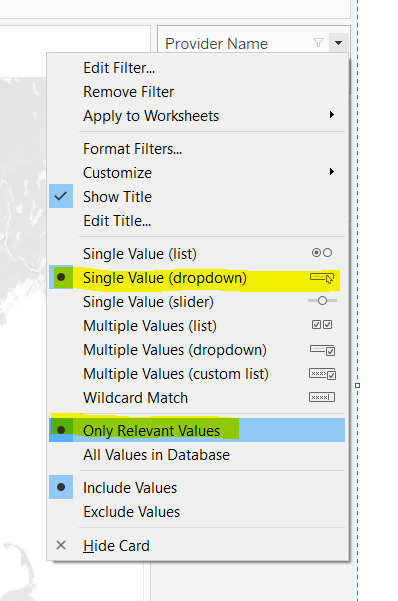 Provider Name
Edit Filter...
Remove Filter
Apply to Worksheets
Format Filters...
Customize
Show Title
Edit Title...
Single Value (list)
Single Value (dropdown)
Single Value (slider)
Multiple Values (list)
Multiple Values (dropdown)
Multiple Values (custom list)
Wildcard Match
Only Relevant Values
All Values in Database
Include Values
Exclude Values
Hide Card